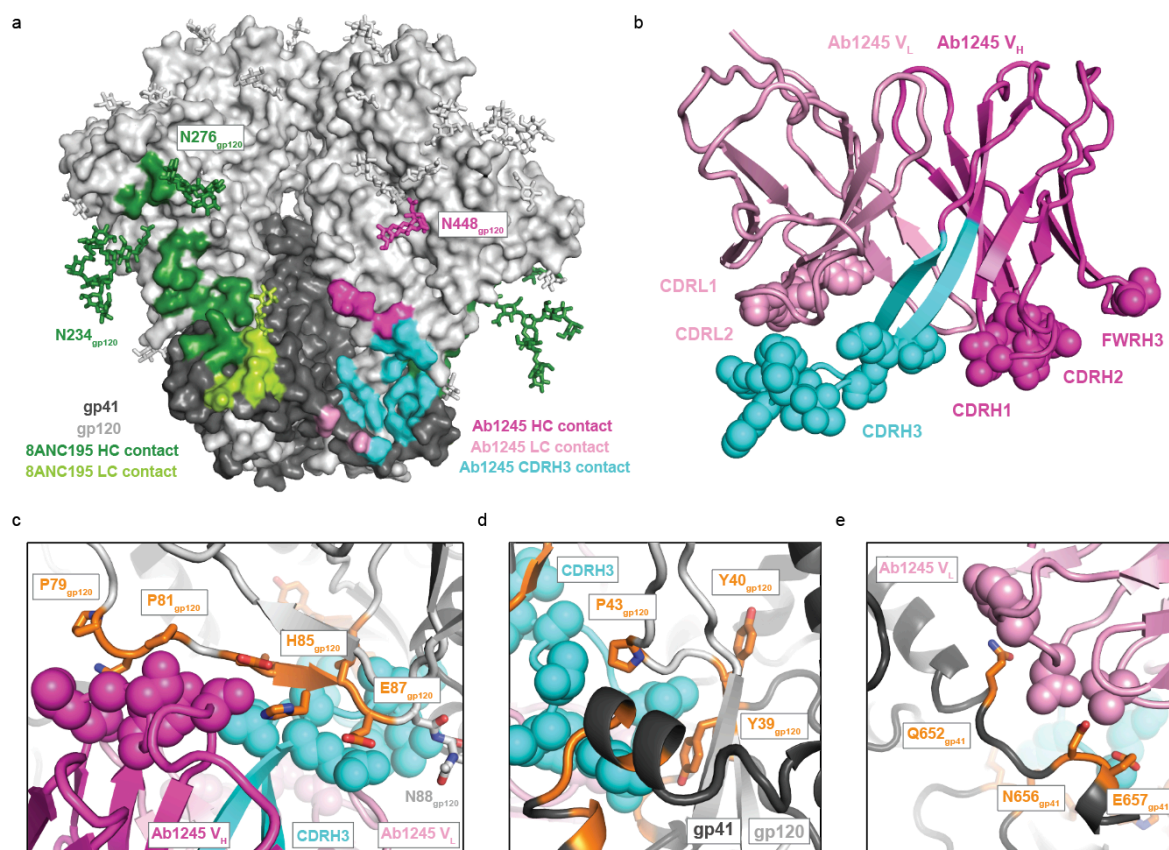 a
N276gp120
N448gp120
N234gp120
gp41
gp120
8ANC195 HC contact
8ANC195 LC contact
Ab1245 HC contact
Ab1245 LC contact
Ab1245 CDRH3 contact
b
Ab1245 VL
Ab1245 VH
CDRL1
CDRL2
CDRH3
CDRH1
CDRH2
FWRH3
c
P79gp120
P81gp120
H85gp120
E87gp120
N88gp120
Ab1245 VH
CDRH3
Ab1245 VL
d
CDRH3
P43gp120
Y40gp120
Y39gp120
gp41
gp120
e
Ab1245 VL
Q652gp41
N656gp41
E657gp41